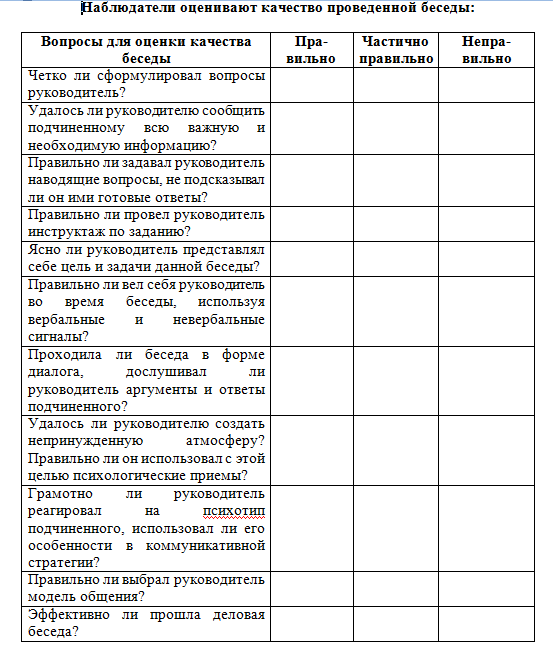 Наблюдатели оценивают качество проведенной беседы:
Вопросы для оценки качества
беседы
Пра-
вильно
Частично
правильно
Непра-
вильно
Четко ли сформулировал вопросы
руководитель?
Удалось ли руководителю сообщить
подчиненному всю важную и
необходимую информацию?
Правильно ли задавал руководитель
наводящие вопросы, не подсказывал
ли он ими готовые ответы?
Правильно ли провел руководитель
инструктаж по заданию?
Ясно ли руководитель представлял
себе цель и задачи данной беседы?
Правильно ли вел себя руководитель
во время беседы, используя
вербальные и невербальные
сигналы?
Проходила ли беседа в форме
диалога, дослушивал ли
руководитель аргументы и ответы
подчиненного?
Удалось ли руководителю создать
непринужденную атмосферу?
Правильно ли он использовал с этой
целью психологические приемы?
Грамотно ли руководитель
реагировал на психотип
подчиненного, использовал ли его
особенности в коммуникативной
стратегии?
Правильно ли выбрал руководитель
модель общения?
Эффективно ли прошла деловая
беседа?